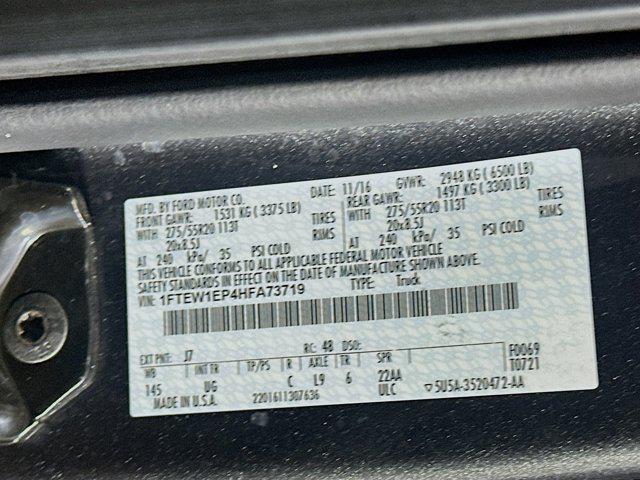 MFD. BY FORD MOTOR CO. DATE: 11/16 GVWR: 2948 KG ( 6500 LB)
FRONT GAWR: 1531 KG ( 3375 LB) REAR GAWR: 1497 KG ( 3300 LB)
WITH 275/55R20 113T TIRES WITH 275/55R20 113T TIRES
20x8.5J RIMS 20x8.5J RIMS
AT 240 kPa/ 35 PSI COLD AT 240 kPa/ 35 PSI COLD
THIS VEHICLE CONFORMS TO ALL APPLICABLE FEDERAL MOTOR VEHICLE
SAFETY STANDARDS IN EFFECT ON THE DATE OF MANUFACTURE SHOWN ABOVE.
VIN: 1FTEW1EP4HFA73719 TYPE: Truck
EXT PNT: J7 RC: 48 DSO: F0069
WB INT TR TP/PS R AXLE TR SPR T0721
145 UG C L9 6 22AA
MADE IN U.S.A. 2201611307636 ULC ▽5U5A-3520472-AA